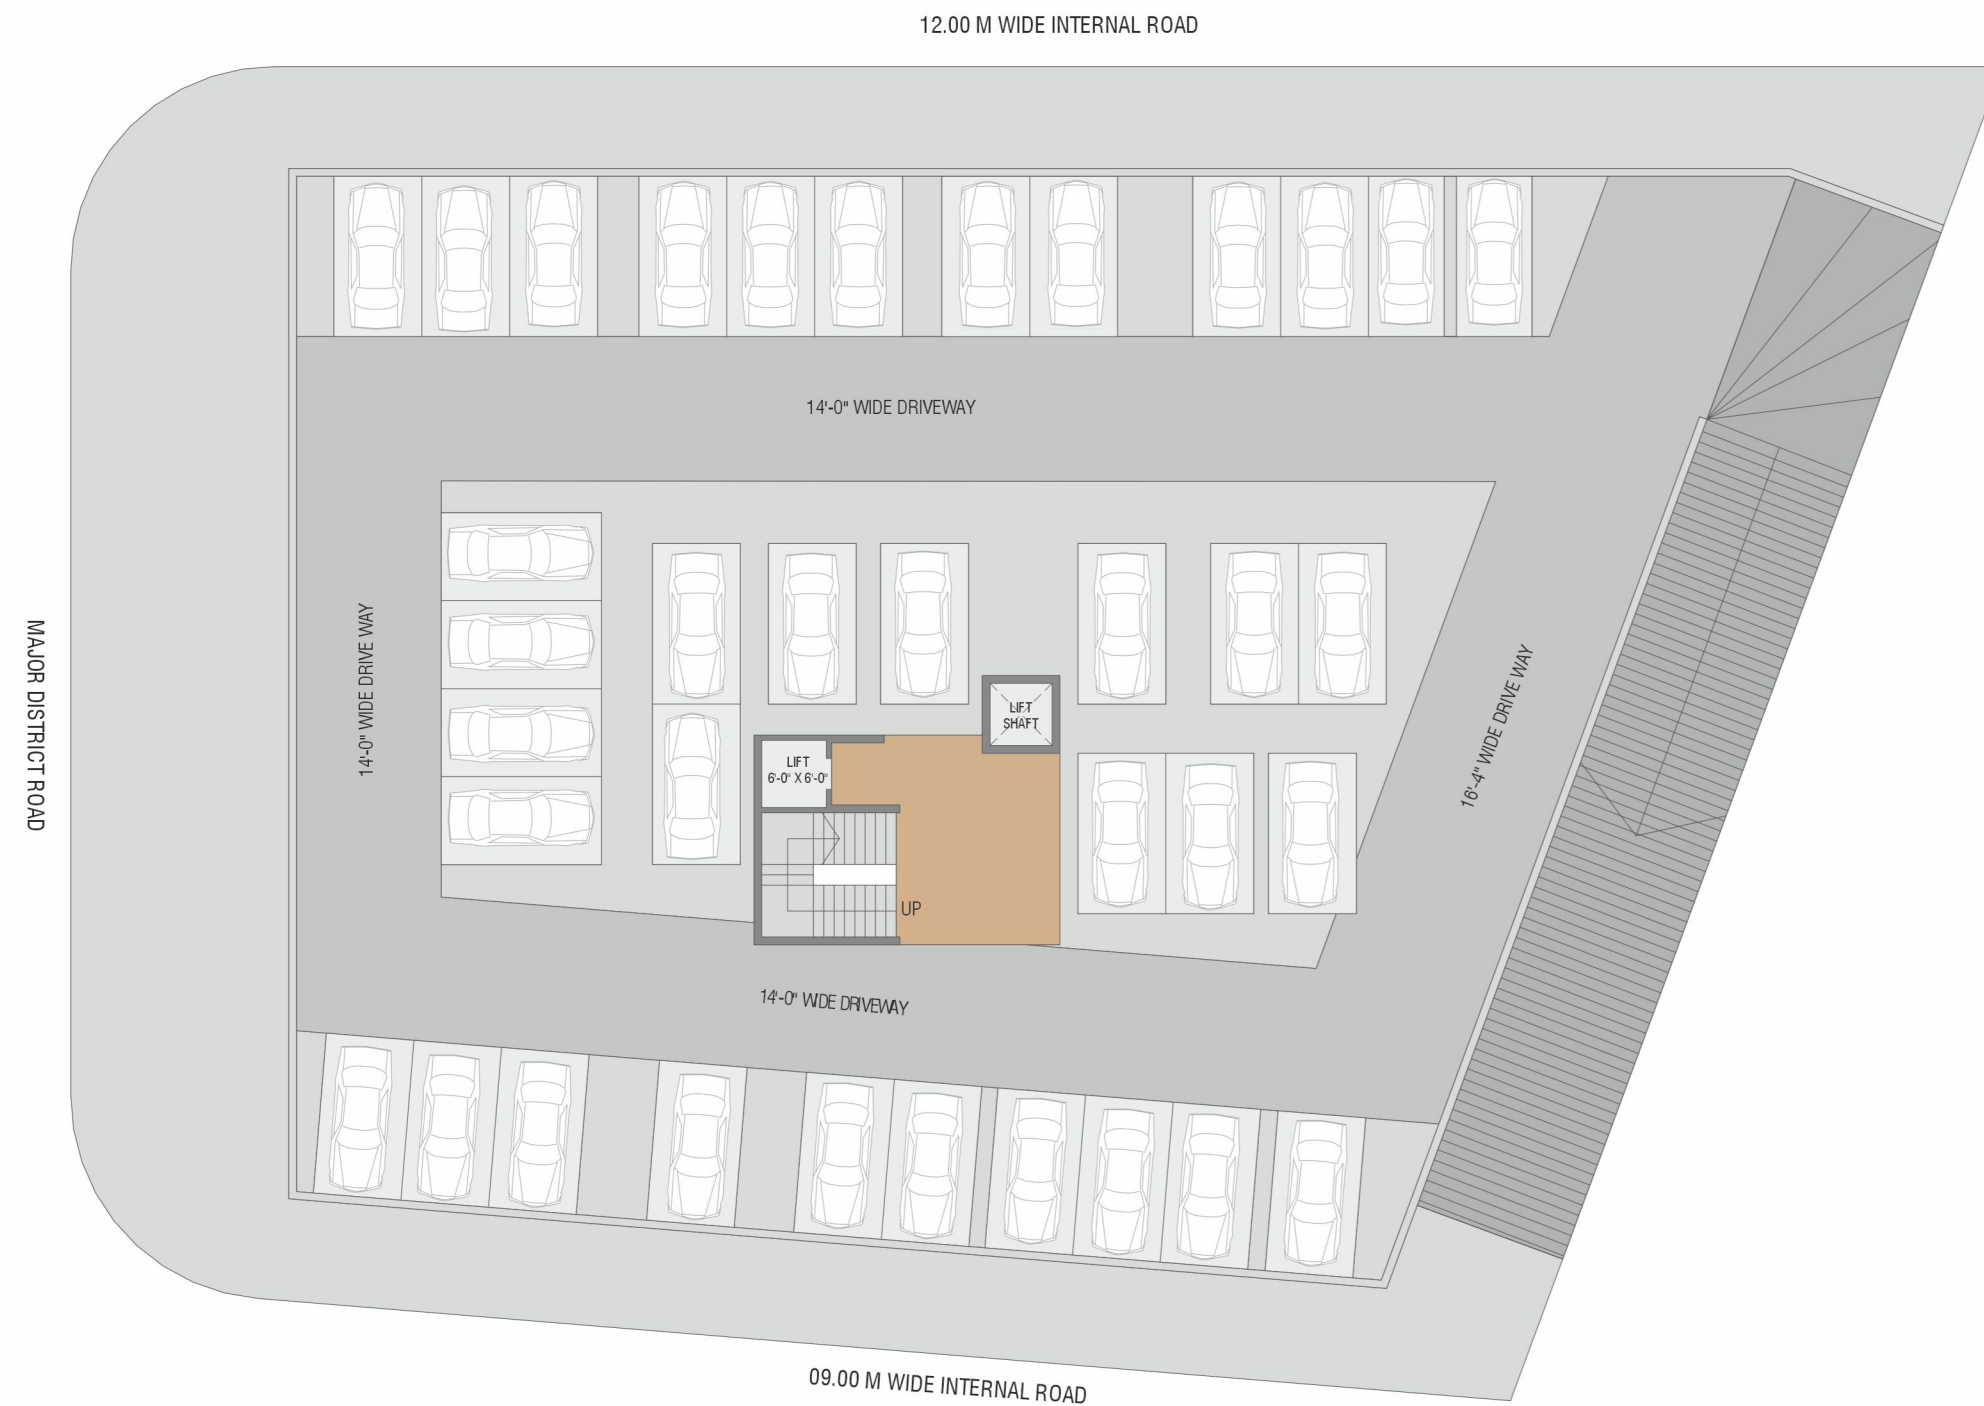 12.00 M WIDE INTERNAL ROAD
14'-0" WIDE DRIVEWAY
MAJOR DISTRICT ROAD
14'-0" WIDE DRIVE WAY
16'-4" WIDE DRIVE WAY
LIFT
SHAFT
LIFT
6'-0" X 6'-0"
UP
14'-0" WIDE DRIVEWAY
09.00 M WIDE INTERNAL ROAD